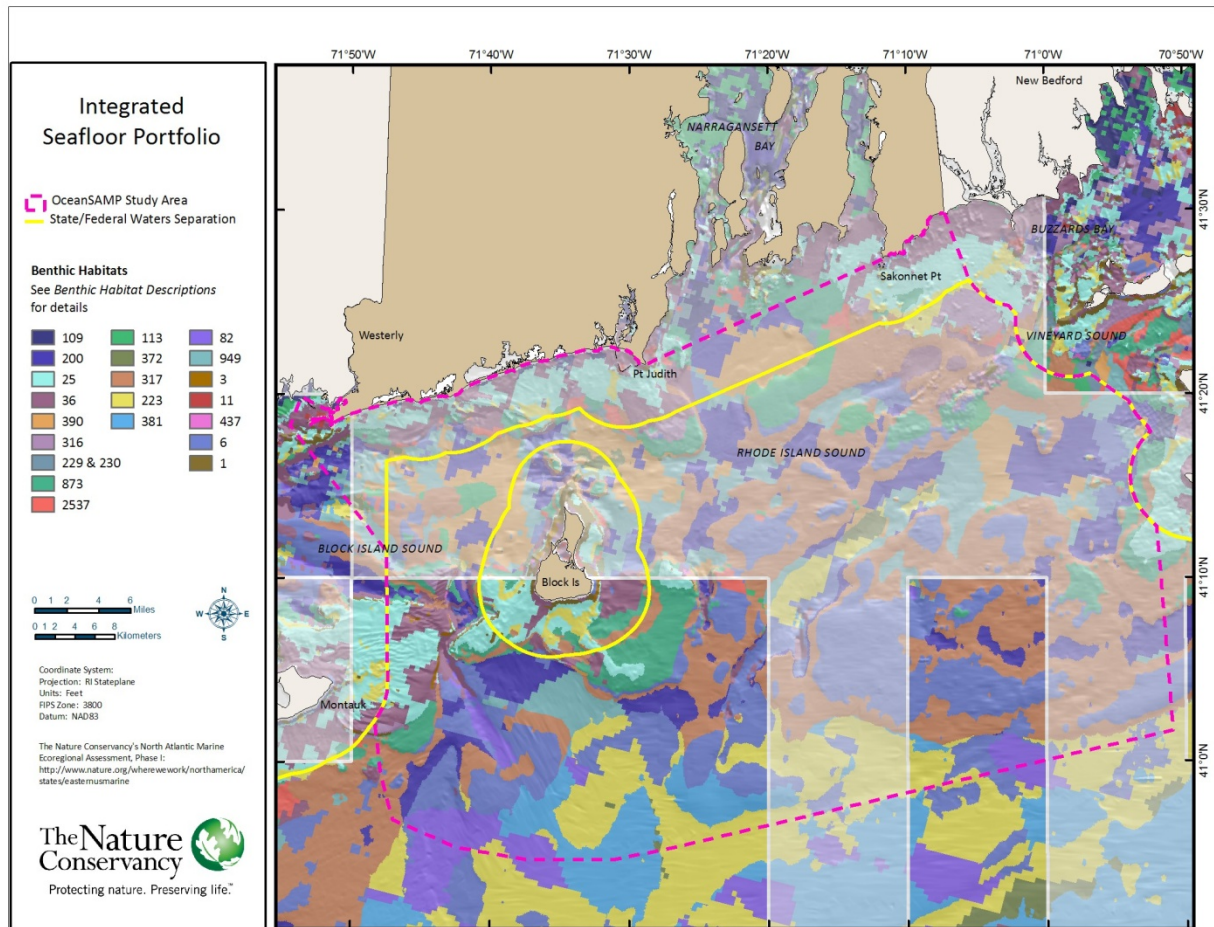 Integrated
Seafloor Portfolio
OceanSAMP Study Area
State/Federal Waters Separation
Benthic Habitats
See Benthic Habitat Descriptions
for details
109
200
25
36
390
316
229 & 230
873
2537
113
372
317
223
381
82
949
3
11
437
6
1
0 1 2 4 6
Miles
0 1 2 4 6 8
Kilometers
N
W E
S
Coordinate System:
Projection: RI Stateplane
Units: Feet
FIPS Zone: 3800
Datum: NAD83
The Nature Conservancy's North Atlantic Marine
Ecoregional Assessment, Phase I:
http://www.nature.org/wherewework/northamerica/
states/easternusmarine
The Nature
Conservancy
Protecting nature. Preserving life.™
71°50'W 71°40'W 71°30'W 71°20'W 71°10'W 71°0'W 70°50'W
New Bedford
NARRAGANSETT
BAY
41°30'N
BUZZARDS BAY
Sakonnet Pt
Westerly
VINEYARD SOUND
Pt Judith
41°20'N
RHODE ISLAND SOUND
BLOCK ISLAND SOUND
Block Is
41°10'N
Montauk
41°0'N